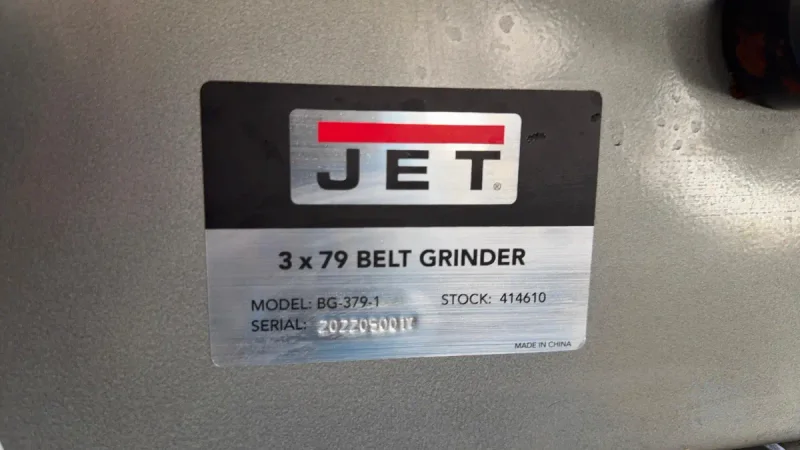 JET®
3 x 79 BELT GRINDER
MODEL: BG-379-1 STOCK: 414610
SERIAL:
MADE IN CHINA